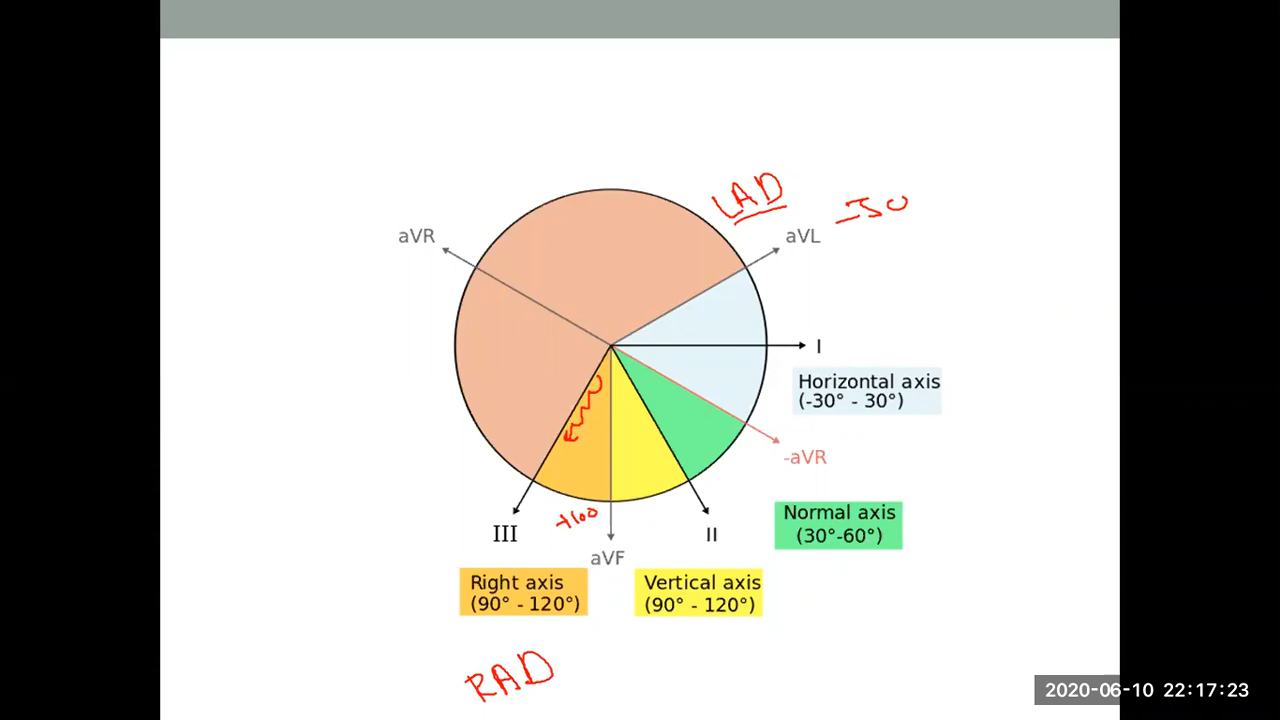 LAD
aVR
aVL
I
Horizontal axis
(-30° - 30°)
-aVR
Normal axis
(30°-60°)
+100
III
II
aVF
Right axis
(90° - 120°)
Vertical axis
(90° - 120°)
RAD
2020-06-10 22:17:23